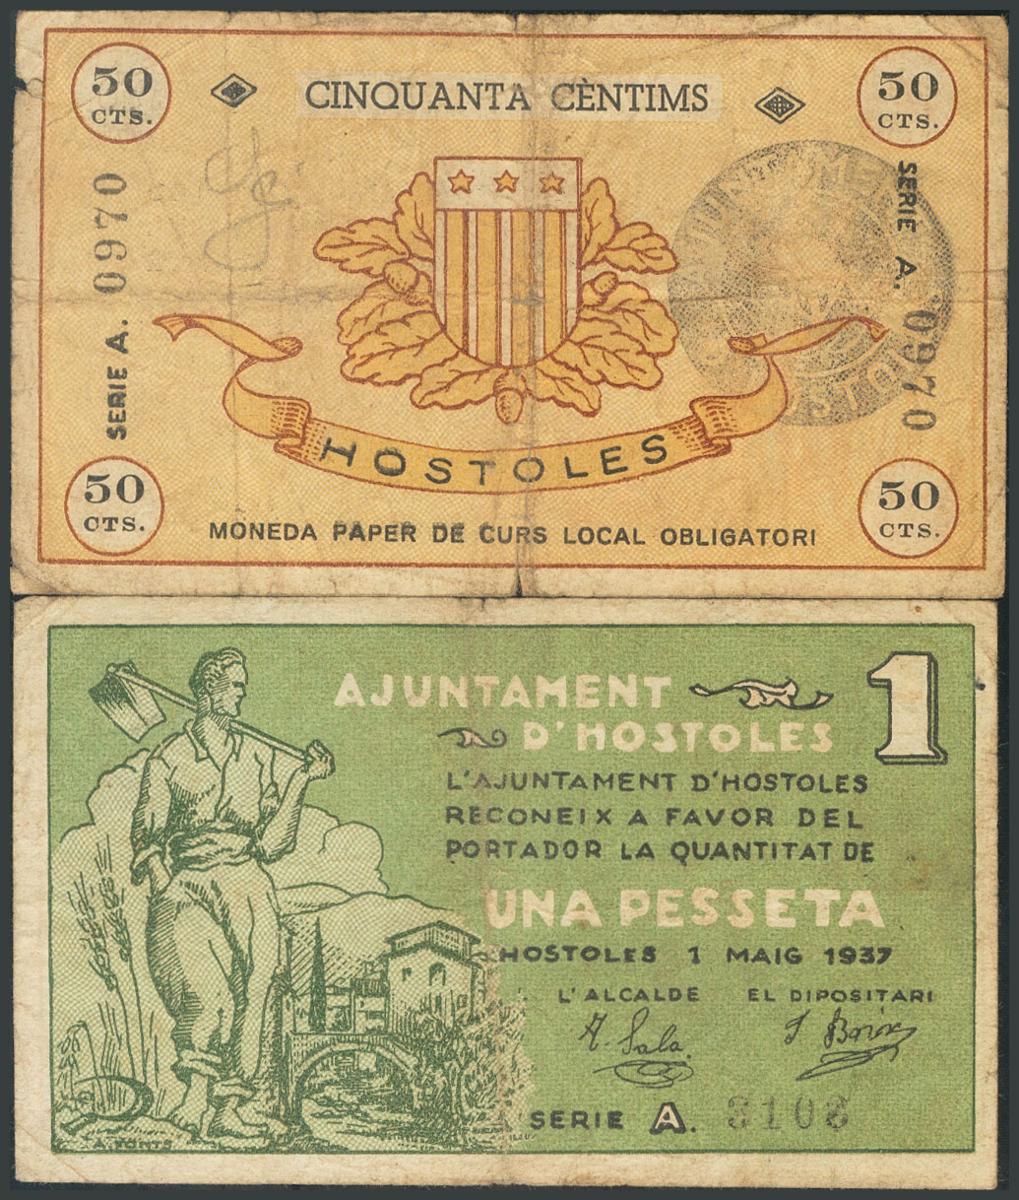 50 CTS.
CINQUANTA CÈNTIMS
50 CTS.
SERIE A. 0970
SERIE A. 0970
HOSTOLES
50 CTS.
50 CTS.
MONEDA PAPER DE CURS LOCAL OBLIGATORI
AJUNTAMENT
D'HOSTOLES
1
L'AJUNTAMENT D'HOSTOLES
RECONEIX A FAVOR DEL
PORTADOR LA QUANTITAT DE
UNA PESSETA
HOSTOLES 1 MAIG 1937
L'ALCALDE EL DIPOSITARI
A. Sala
SERIE A.